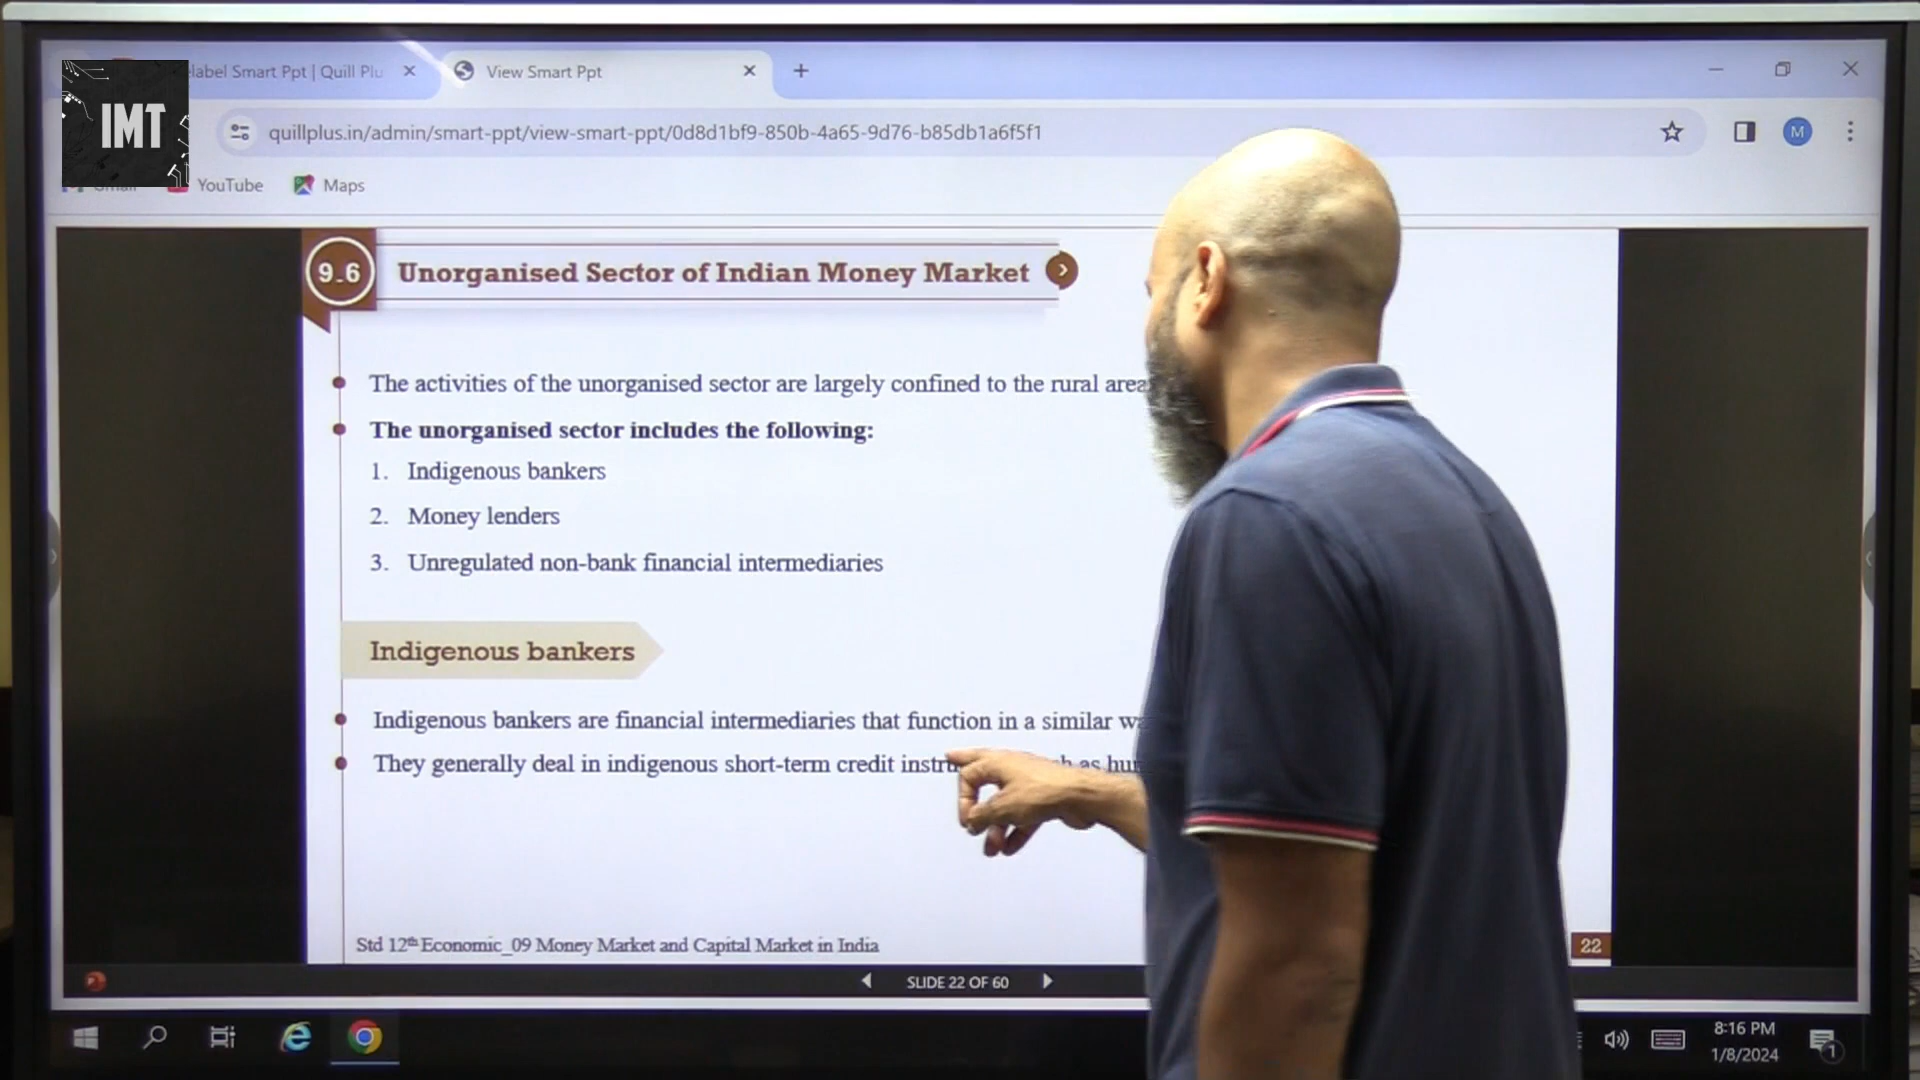 IMT
label Smart Ppt | Quill Plu
View Smart Ppt
quillplus.in/admin/smart-ppt/view-smart-ppt/0d8d1bf9-850b-4a65-9d76-b85db1a6f5f1
M
YouTube
Maps
9.6
Unorganised Sector of Indian Money Market
The activities of the unorganised sector are largely confined to the rural
The unorganised sector includes the following:
1. Indigenous bankers
2. Money lenders
3. Unregulated non-bank financial intermediaries
Indigenous bankers
Indigenous bankers are financial intermediaries that function in a similar
They generally deal in indigenous short-term credit as
Std 12th Economic_09 Money Market and Capital Market in India
22
SLIDE 22 OF 60
8:16 PM
1/8/2024
1